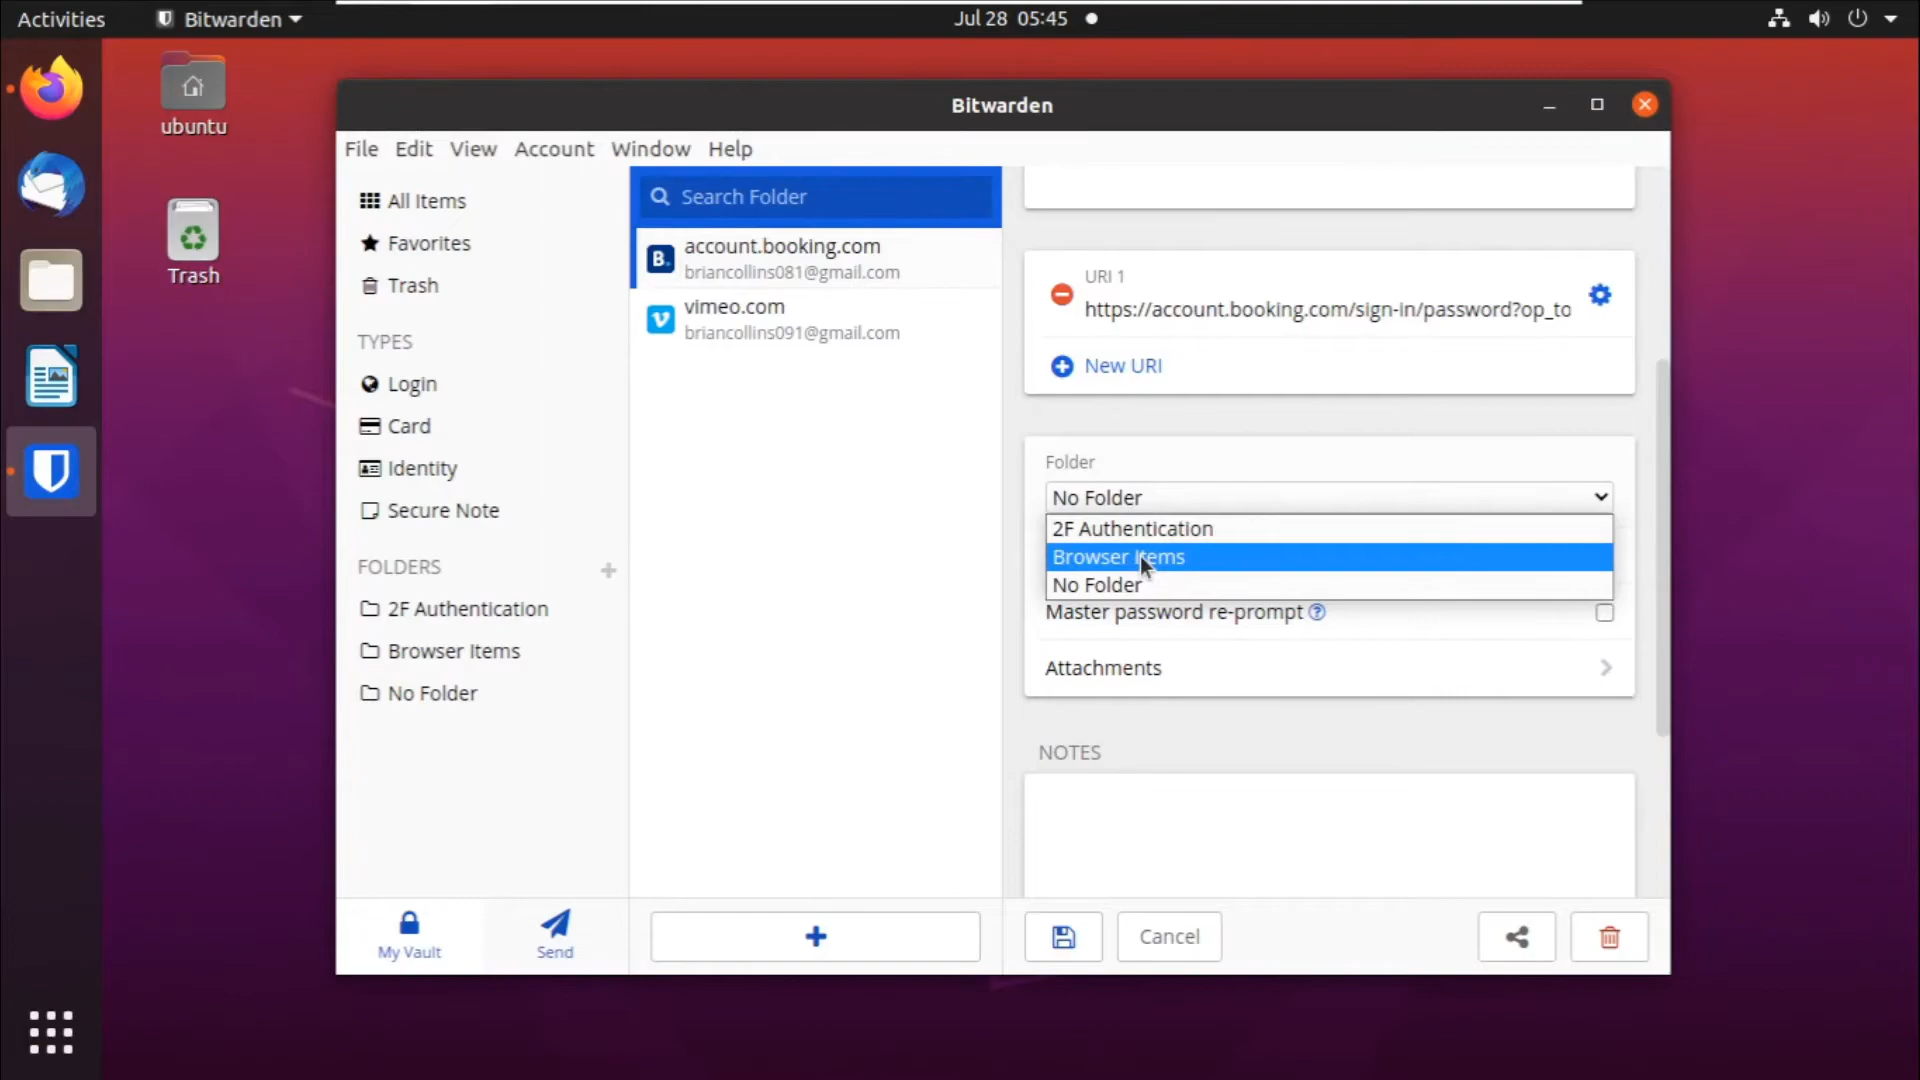 Activities
Bitwarden
Jul 28 05:45
ubuntu
Trash
Bitwarden
File Edit View Account Window Help
All Items
Favorites
Trash
TYPES
Login
Card
Identity
Secure Note
FOLDERS
2F Authentication
Browser Items
No Folder
My Vault
Send
Search Folder
B.
account.booking.com
briancollins081@gmail.com
vimeo.com
briancollins091@gmail.com
URI 1
https://account.booking.com/sign-in/password?op_to
New URI
Folder
No Folder
2F Authentication
Browser Items
No Folder
Master password re-prompt
Attachments
NOTES
Cancel